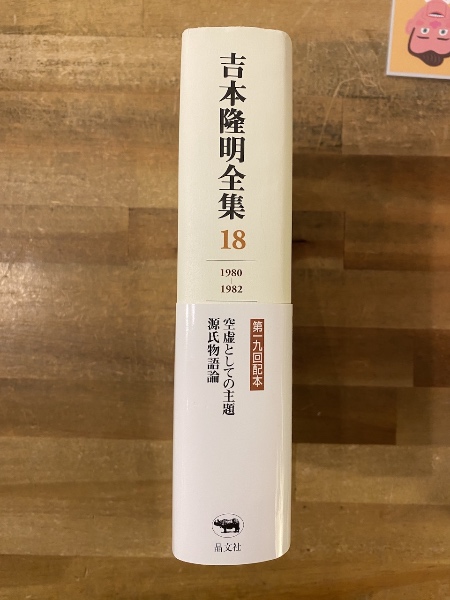 吉本隆明全集
18
1980
1982
第一九回配本
空虚としての主題
源氏物語論
晶文社